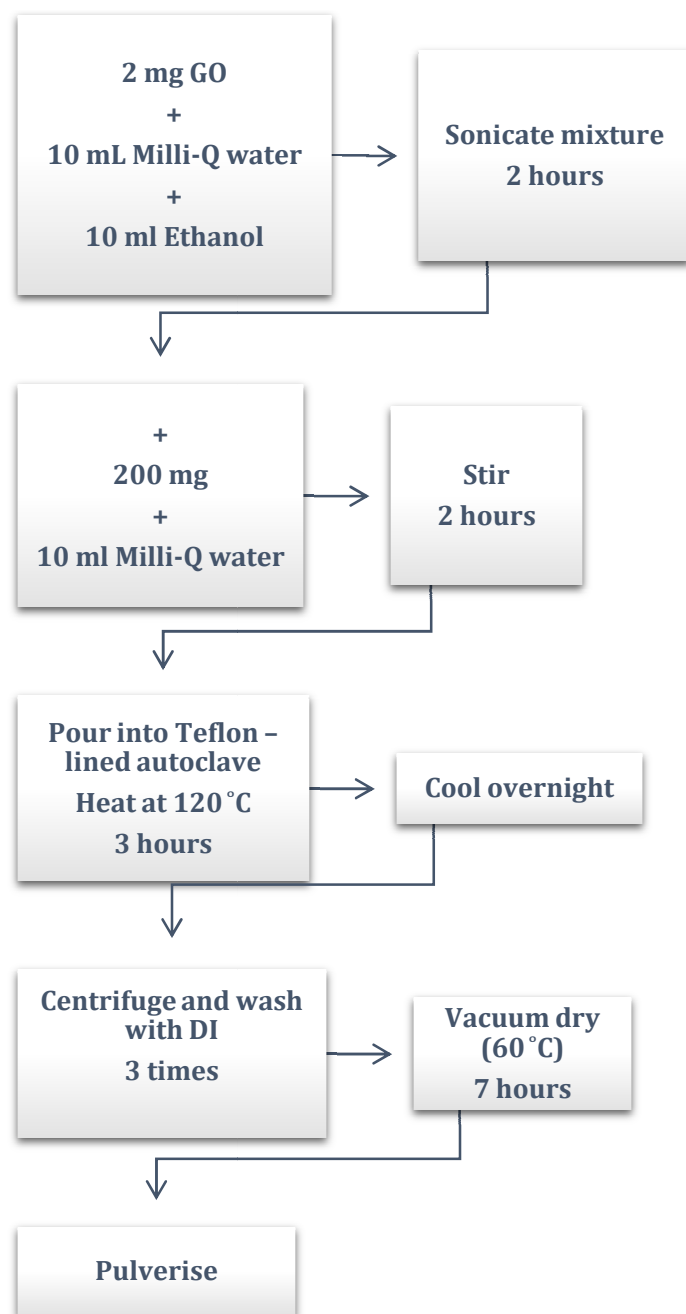 2 mg GO
+
10 mL Milli-Q water
+
10 ml Ethanol
Sonicate mixture
2 hours
+
200 mg
+
10 ml Milli-Q water
Stir
2 hours
Pour into Teflon –
lined autoclave
Heat at 120 °C
3 hours
Cool overnight
Centrifuge and wash
with DI
3 times
Vacuum dry
(60 °C)
7 hours
Pulverise